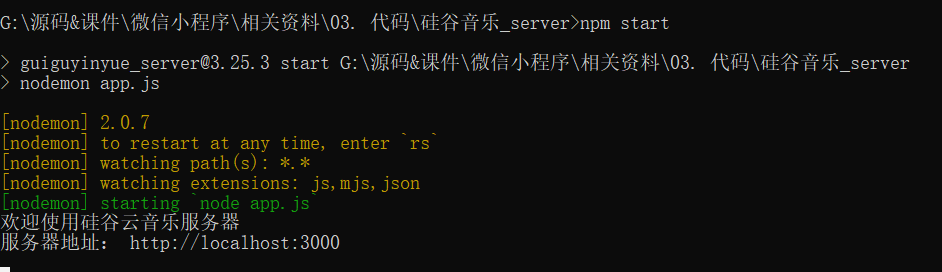 G:\源码&课件\微信小程序\相关资料\03. 代码\硅谷音乐_server>npm start
> guiguyinyue_server@3.25.3 start G:\源码&课件\微信小程序\相关资料\03. 代码\硅谷音乐_server
> nodemon app.js
[nodemon] 2.0.7
[nodemon] to restart at any time, enter `rs`
[nodemon] watching path(s): *.*
[nodemon] watching extensions: js,mjs,json
[nodemon] starting `node app.js`
欢迎使用硅谷云音乐服务器
服务器地址： http://localhost:3000